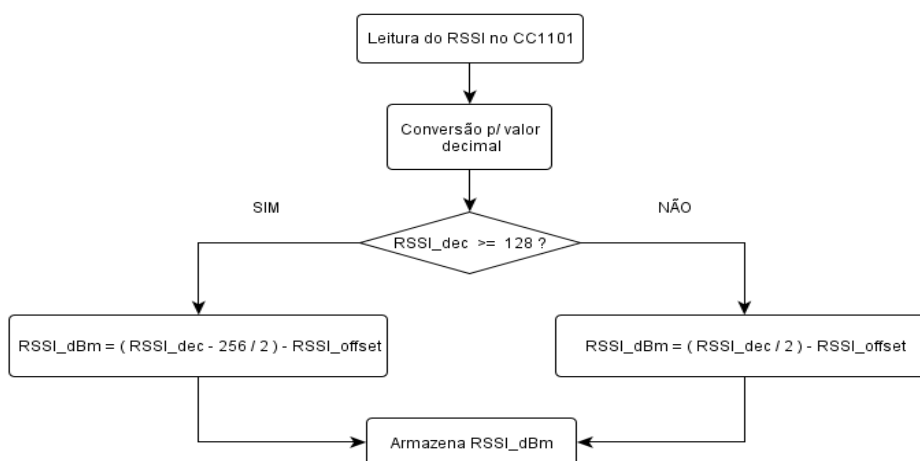 Leitura do RSSI no CC1101
Conversão p/ valor
decimal
SIM
NÃO
RSSI_dec >= 128 ?
RSSI_dBm = ( RSSI_dec - 256 / 2 ) - RSSI_offset
RSSI_dBm = ( RSSI_dec / 2 ) - RSSI_offset
Armazena RSSI_dBm